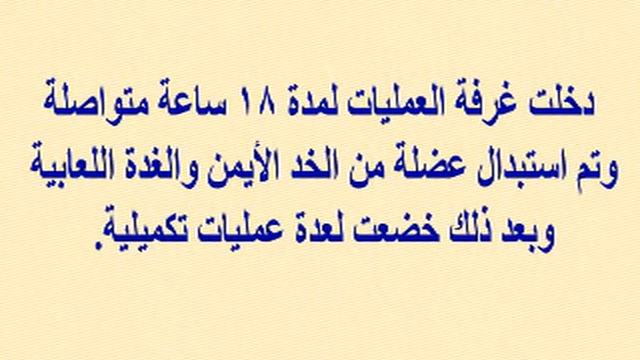 دخلت غرفة العمليات لمدة ١٨ ساعة متواصلة
وتم استبدال عضلة من الخد الأيمن والغدة اللعابية
وبعد ذلك خضعت لعدة عمليات تكميلية.